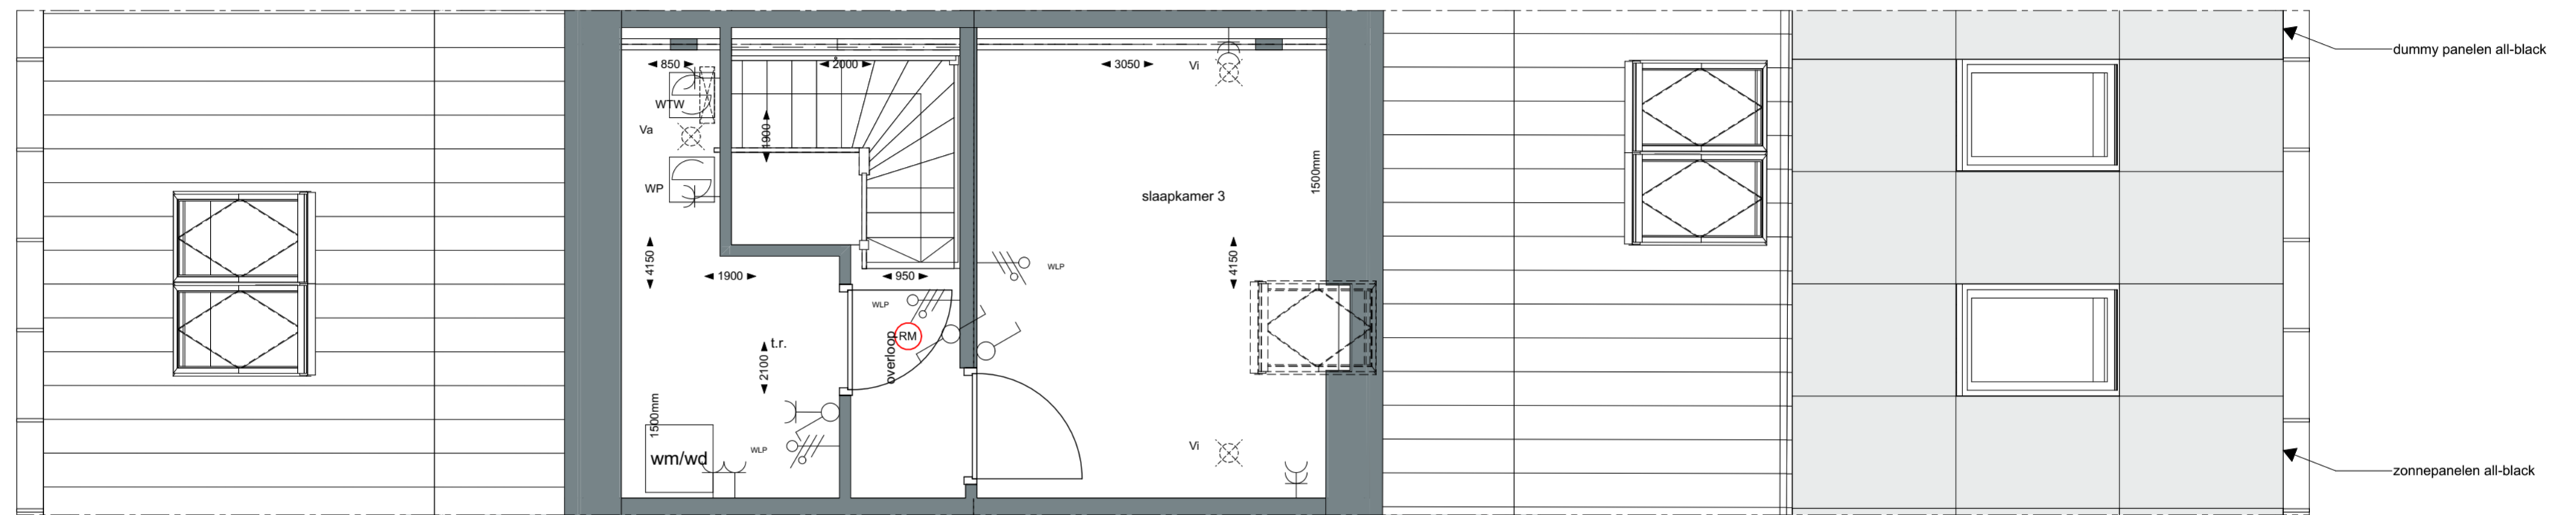 dummy panelen all-black
850
2000
3050
Vi
WTW
Va
1900
1500mm
WP
slaapkamer 3
4150
1900
950
4150
WLP
WLP
RM
overloop
t.r.
2100
1500mm
wm/wd
WLP
Vi
zonnepanelen all-black